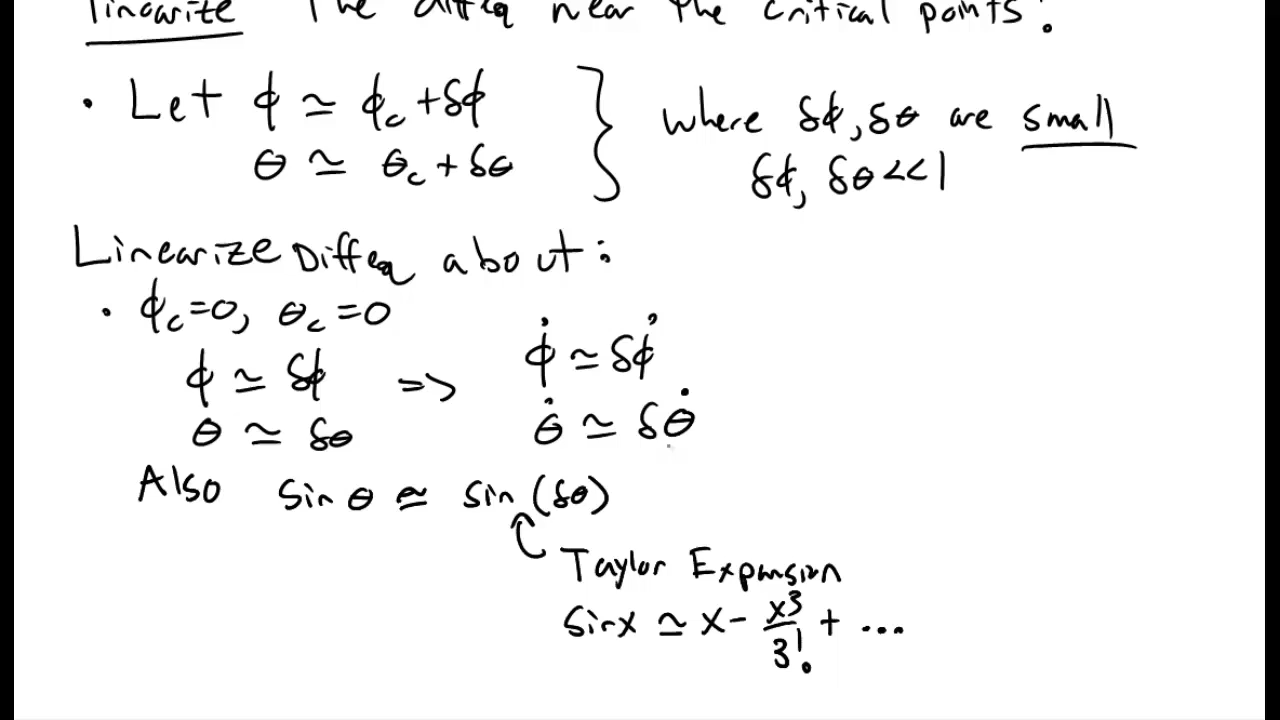 linearize the diffeq near the critical points:
• Let ϕ ≃ ϕc + δϕ
θ ≃ θc + δθ
where δϕ, δθ are small
δϕ, δθ << 1
Linearize Diffeq about:
• ϕc = 0, θc = 0
ϕ ≃ δϕ => ϕ̇ ≃ δϕ̇
θ ≃ δθ θ̇ ≃ δθ̇
Also sin θ ≃ sin (δθ)
Taylor Expansion
sinx ≃ x - x³/3! + ...